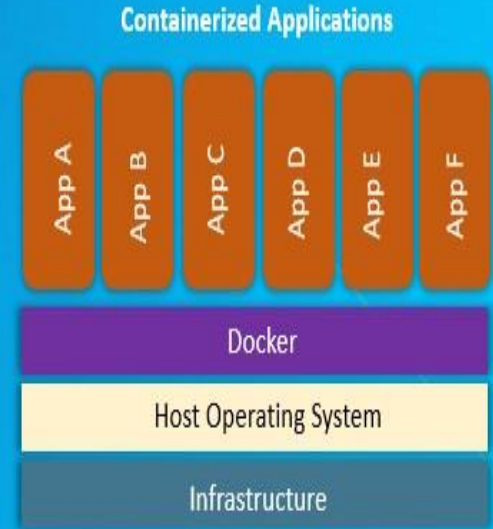 Containerized Applications
App A
App B
App C
App D
App E
App F
Docker
Host Operating System
Infrastructure